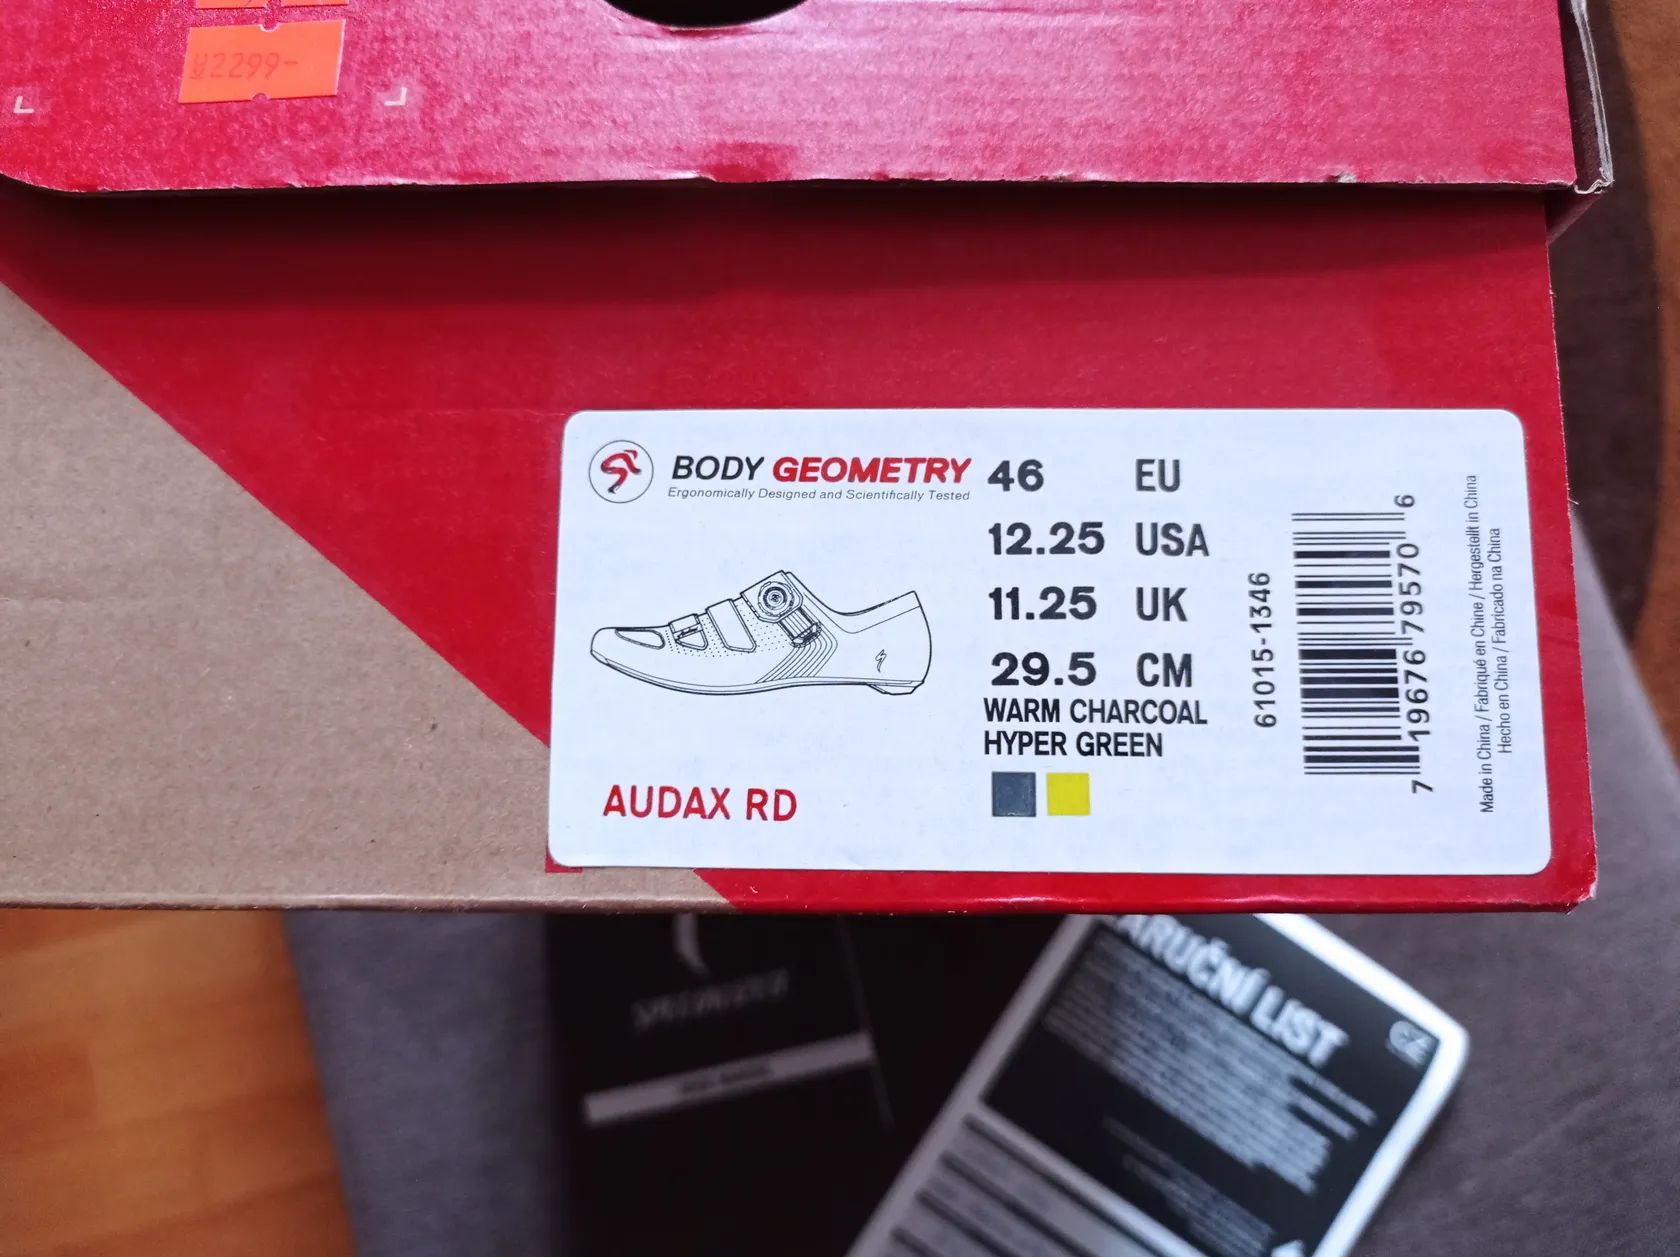 2299-
BODY GEOMETRY
Ergonomically Designed and Scientifically Tested
46 EU
12.25 USA
11.25 UK
29.5 CM
WARM CHARCOAL
HYPER GREEN
AUDAX RD
61015-1346
7 19676 79570 6
Made in China / Fabriqué en Chine / Hergestellt in China
Hecho en China / Fabricado na China
SPECIALIZED
ZÁRUČNÍ LIST